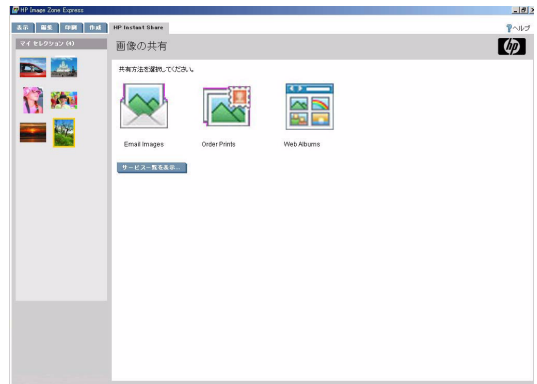 HP Image Zone Express
表示 編集 印刷 作成 HP Instant Share
ヘルプ
マイ セレクション (4)
画像の共有
hp
共有方法を選択してください。
Email Images Order Prints Web Albums
サービス一覧を表示...